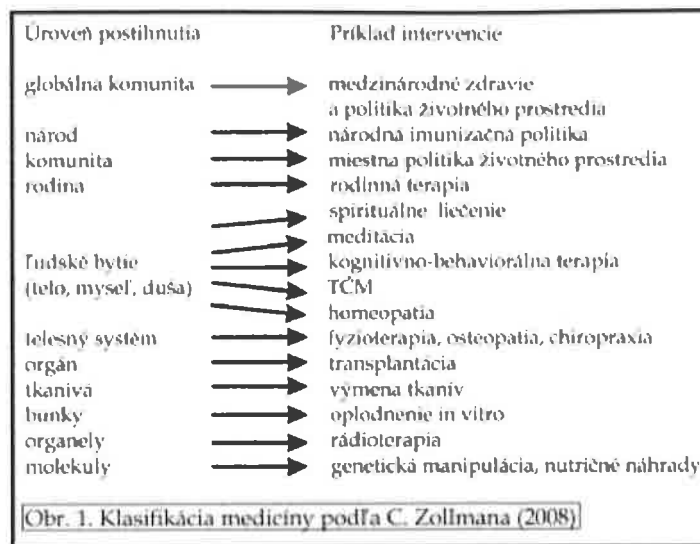 Úroveň postihnutia Príklad intervencie
globálna komunita medzinárodné zdravie
a politika životného prostredia
národ národná imunizačná politika
komunita miestna politika životného prostredia
rodina rodinná terapia
spirituálne liečenie
meditácia
ľudské bytie kognitívno-behaviorálna terapia
(telo, myseľ, duša) TČM
homeopatia
telesný systém fyzioterapia, osteopatia, chiropraxia
orgán transplantácia
tkanivá výmena tkanív
bunky oplodnenie in vitro
organely rádioterapia
molekuly genetická manipulácia, nutričné náhrady
Obr. 1. Klasifikácia medicíny podľa C. Zollmana (2008)